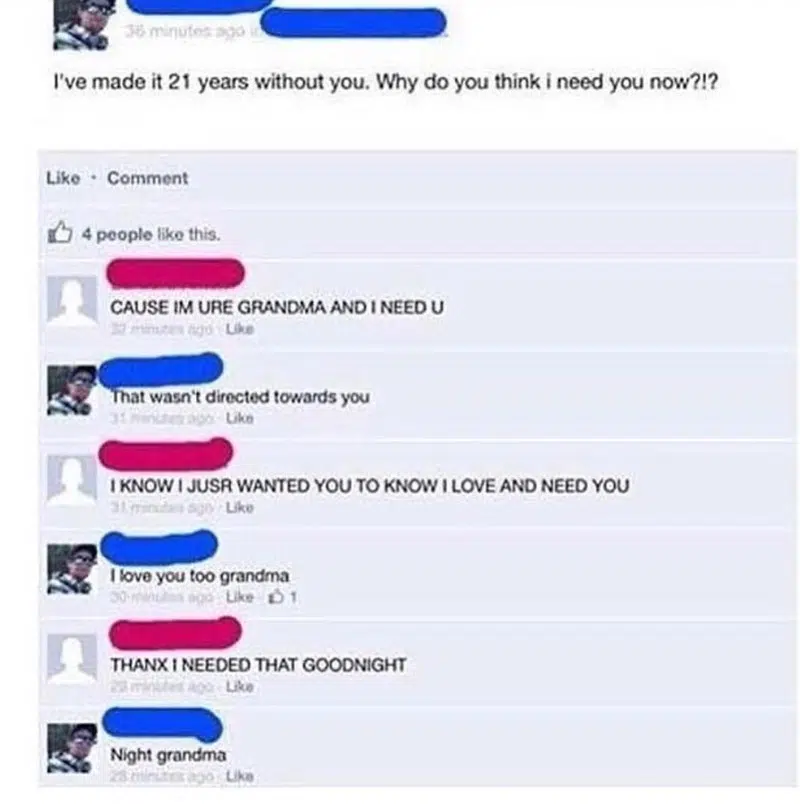 36 minutes ago
I've made it 21 years without you. Why do you think i need you now?!?
Like · Comment
4 people like this.
CAUSE IM URE GRANDMA AND I NEED U
32 minutes ago · Like
That wasn't directed towards you
31 minutes ago · Like
I KNOW I JUSR WANTED YOU TO KNOW I LOVE AND NEED YOU
31 minutes ago · Like
I love you too grandma
30 minutes ago · Like 1
THANX I NEEDED THAT GOODNIGHT
29 minutes ago · Like
Night grandma
28 minutes ago · Like